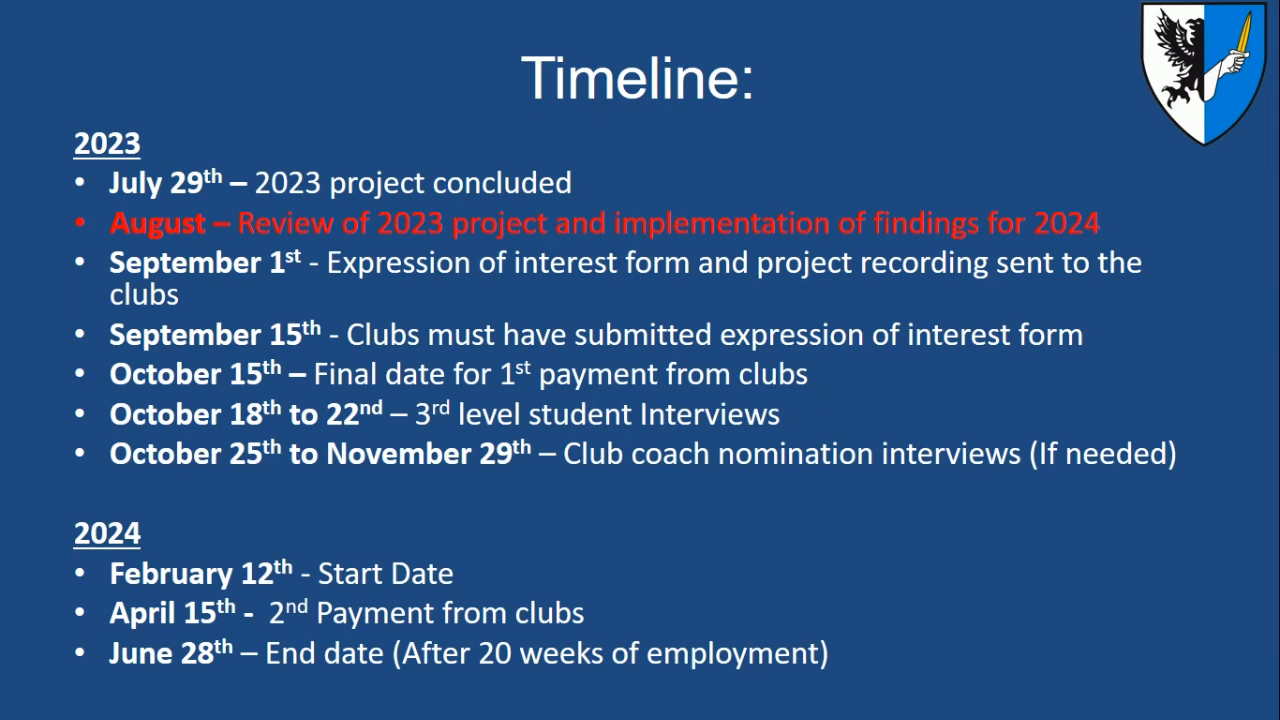 Timeline:
2023
• July 29th – 2023 project concluded
• August – Review of 2023 project and implementation of findings for 2024
• September 1st - Expression of interest form and project recording sent to the
clubs
• September 15th - Clubs must have submitted expression of interest form
• October 15th – Final date for 1st payment from clubs
• October 18th to 22nd – 3rd level student Interviews
• October 25th to November 29th – Club coach nomination interviews (If needed)
2024
• February 12th - Start Date
• April 15th - 2nd Payment from clubs
• June 28th – End date (After 20 weeks of employment)